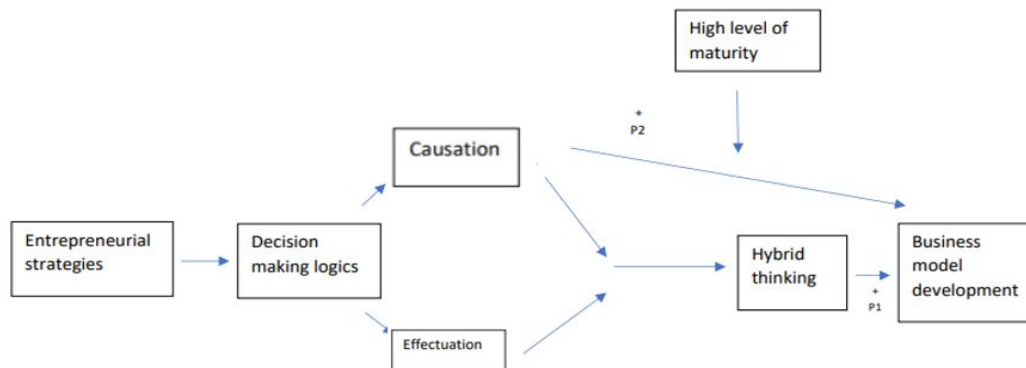 High level of
maturity
+
P2
Causation
Entrepreneurial
strategies
Decision
making logics
Hybrid
thinking
+
P1
Business
model
development
Effectuation